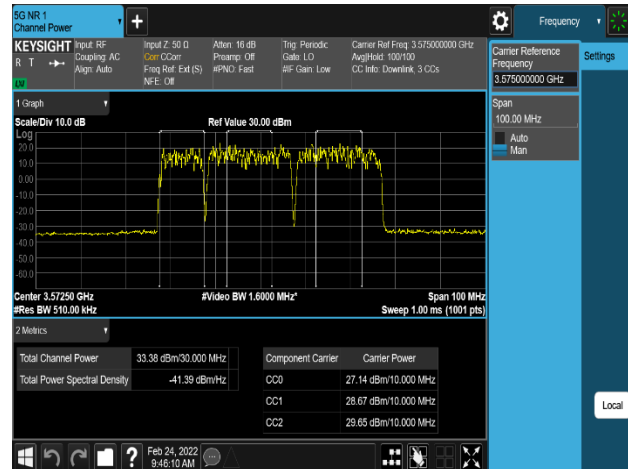 5G NR 1
Channel Power
Frequency
KEYSIGHT
R T
LXI
Input: RF
Coupling: AC
Align: Auto
Input Z: 50 Ω
Corr CCorr
Freq Ref: Ext (S)
NFE: Off
Atten: 16 dB
Preamp: Off
#PNO: Fast
Trig: Periodic
Gate: LO
#IF Gain: Low
Carrier Ref Freq: 3.575000000 GHz
Avg|Hold: 100/100
CC Info: Downlink, 3 CCs
Carrier Reference
Frequency
3.575000000 GHz
Settings
Span
100.00 MHz
Auto
Man
1 Graph
Scale/Div 10.0 dB
Ref Value 30.00 dBm
Log
20.0
10.0
0.00
-10.0
-20.0
-30.0
-40.0
-50.0
-60.0
Center 3.57250 GHz
#Video BW 1.6000 MHz*
Span 100 MHz
#Res BW 510.00 kHz
Sweep 1.00 ms (1001 pts)
2 Metrics
Total Channel Power 33.38 dBm/30.000 MHz
Total Power Spectral Density -41.39 dBm/Hz
Component Carrier Carrier Power
CC0 27.14 dBm/10.000 MHz
CC1 28.67 dBm/10.000 MHz
CC2 29.65 dBm/10.000 MHz
Local
?
Feb 24, 2022
9:46:10 AM